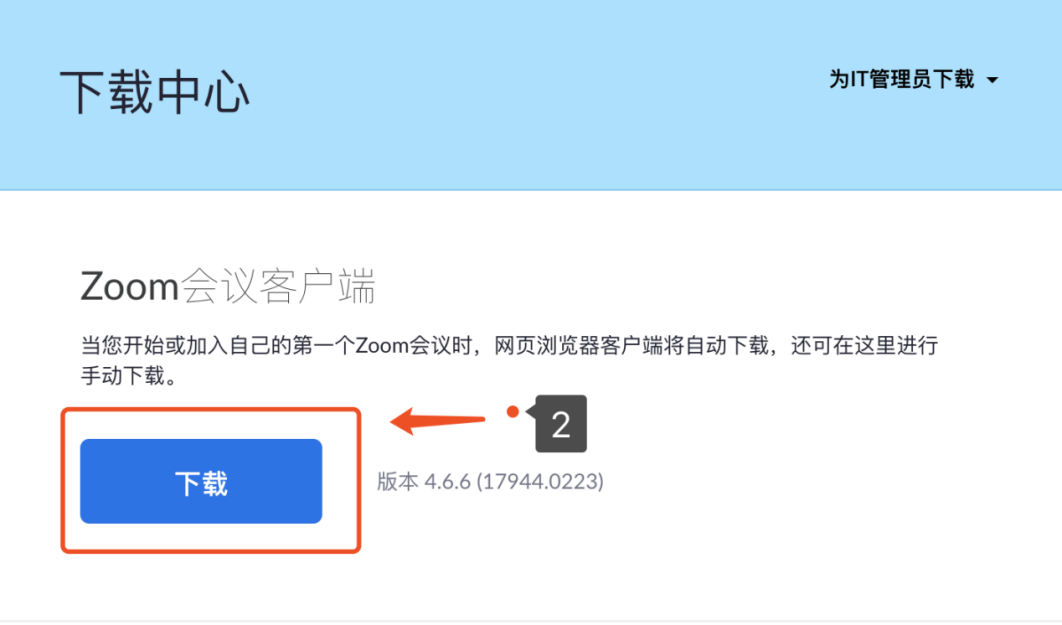 下载中心
为IT管理员下载
Zoom会议客户端
当您开始或加入自己的第一个Zoom会议时，网页浏览器客户端将自动下载，还可在这里进行
手动下载。
2
下载
版本 4.6.6 (17944.0223)